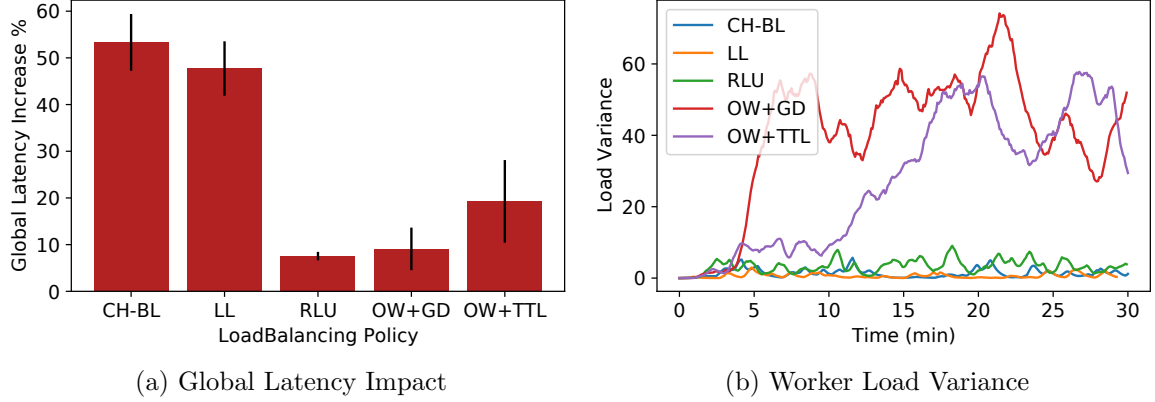 Global Latency Increase %
60
50
40
30
20
10
0
CH-BL LL RLU OW+GD OW+TTL
LoadBalancing Policy
(a) Global Latency Impact
Load Variance
60
40
20
0
CH-BL
LL
RLU
OW+GD
OW+TTL
0 5 10 15 20 25 30
Time (min)
(b) Worker Load Variance